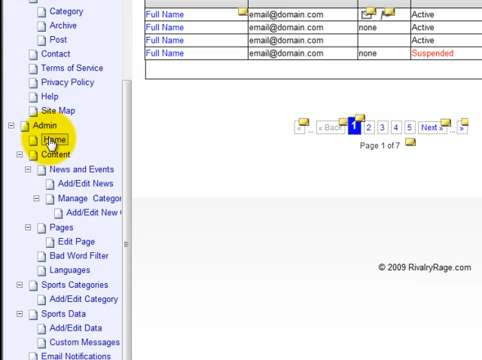 Category
Archive
Post
Contact
Terms of Service
Privacy Policy
Help
Site Map
Admin
Home
Content
News and Events
Add/Edit News
Manage Categor
Add/Edit New
Pages
Edit Page
Bad Word Filter
Languages
Sports Categories
Add/Edit Category
Sports Data
Add/Edit Data
Custom Messages
Email Notifications
Full Name email@domain.com Active
Full Name email@domain.com none Active
Full Name email@domain.com Active
Full Name email@domain.com none Suspended
« ... « Back 1 2 3 4 5 Next » ... »
Page 1 of 7
© 2009 RivalryRage.com